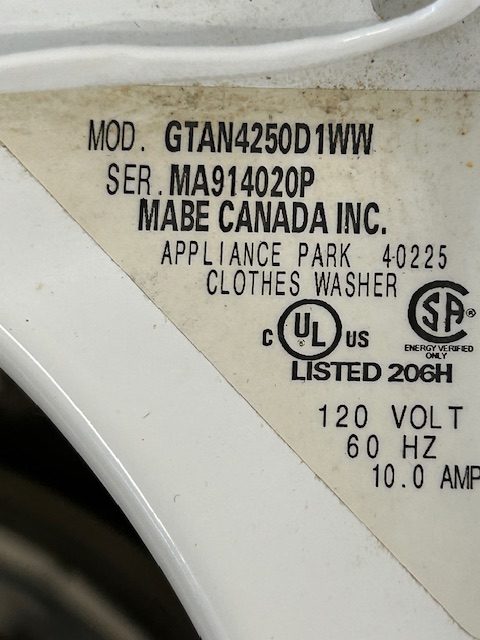 MOD. GTAN4250D1WW
SER. MA914020P
MABE CANADA INC.
APPLIANCE PARK 40225
CLOTHES WASHER
C UL US
SA ®
ENERGY VERIFIED
ONLY
LISTED 206H
120 VOLT
60 HZ
10.0 AMP